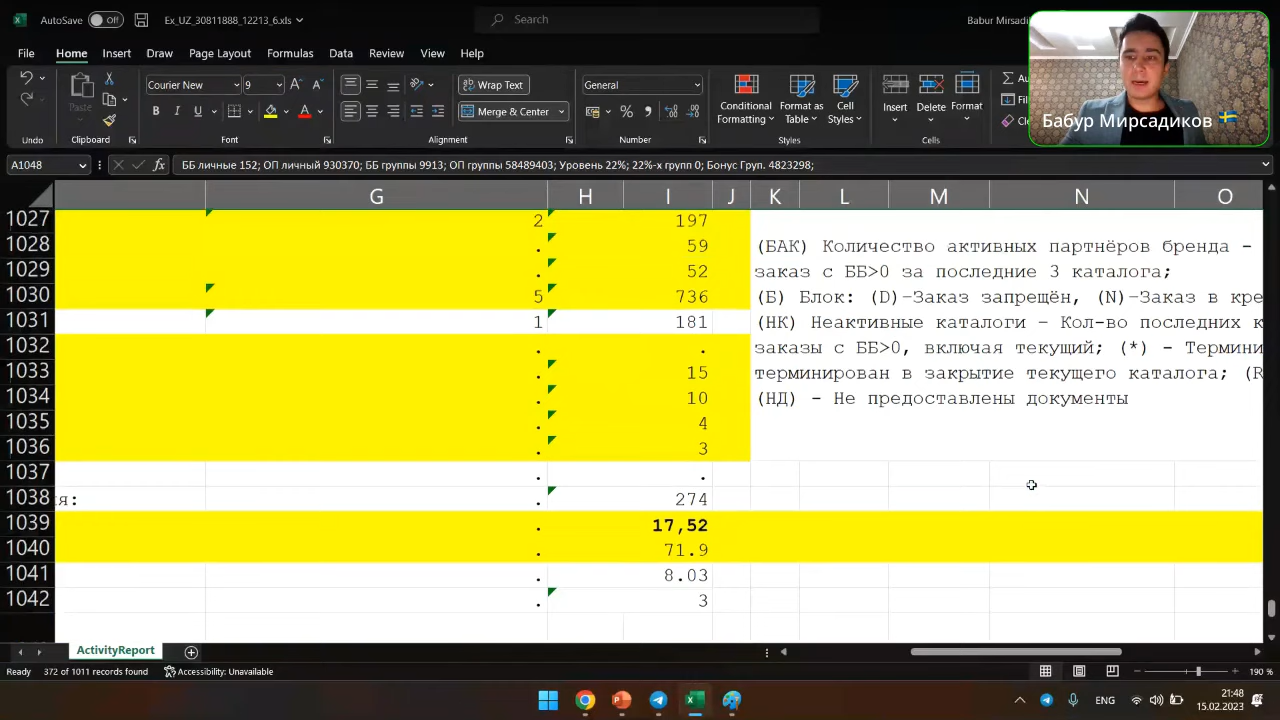 AutoSave
Off
Ex_UZ_30811888_12213_6.xls
Search
Babur Mirsadi
File
Home
Insert
Draw
Page Layout
Formulas
Data
Review
View
Help
Paste
Undo
Clipboard
Courier New
9
B I U
Font
Wrap Text
Merge & Center
Alignment
General
Number
Conditional
Formatting
Format as
Table
Cell
Styles
Styles
Insert
Delete
Format
Cells
Бабур Мирсадиков
A1048
fx
ББ личные 152; ОП личный 930370; ББ группы 9913; ОП группы 58489403; Уровень 22%; 22%-х групп 0; Бонус Груп. 4823298;
G H I J K L M N O
1027 2 197
1028 . 59 (БАК) Количество активных партнёров бренда -
1029 . 52 заказ с ББ>0 за последние 3 каталога;
1030 5 736 (Б) Блок: (D)-Заказ запрещён, (N)-Заказ в кре
1031 1 181 (НК) Неактивные каталоги - Кол-во последних к
1032 . . заказы с ББ>0, включая текущий; (*) - Термини
1033 . 15 терминирован в закрытие текущего каталога; (R
1034 . 10 (НД) - Не предоставлены документы
1035 . 4
1036 . 3
1037 . .
1038 ия: . 274
1039 . 17,52
1040 . 71.9
1041 . 8.03
1042 . 3
ActivityReport
Ready
372 of 1011 records found
Accessibility: Unavailable
190 %
ENG
21:48
15.02.2023